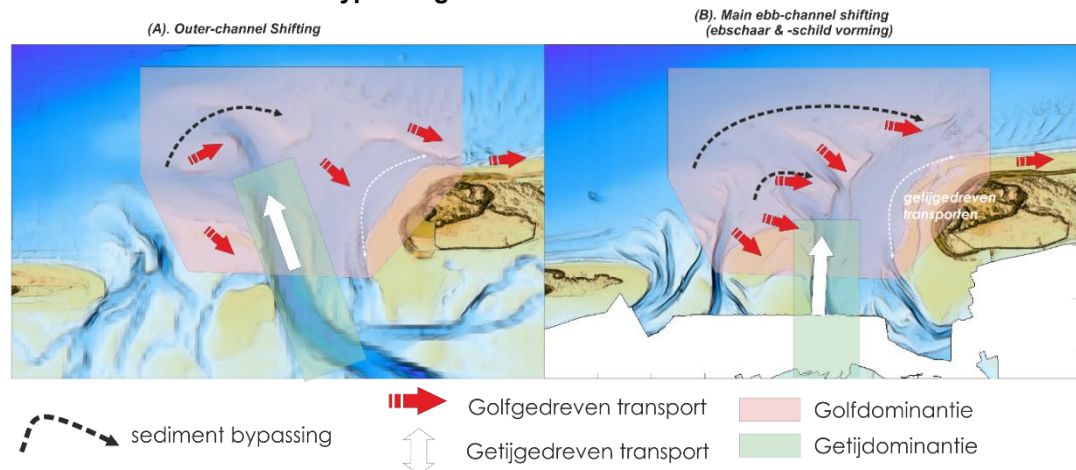 (A). Outer-channel Shifting
(B). Main ebb-channel shifting
(ebschaar & -schild vorming)
getijgedreven
transporten
sediment bypassing
Golfgedreven transport
Getijgedreven transport
Golfdominantie
Getijdominantie